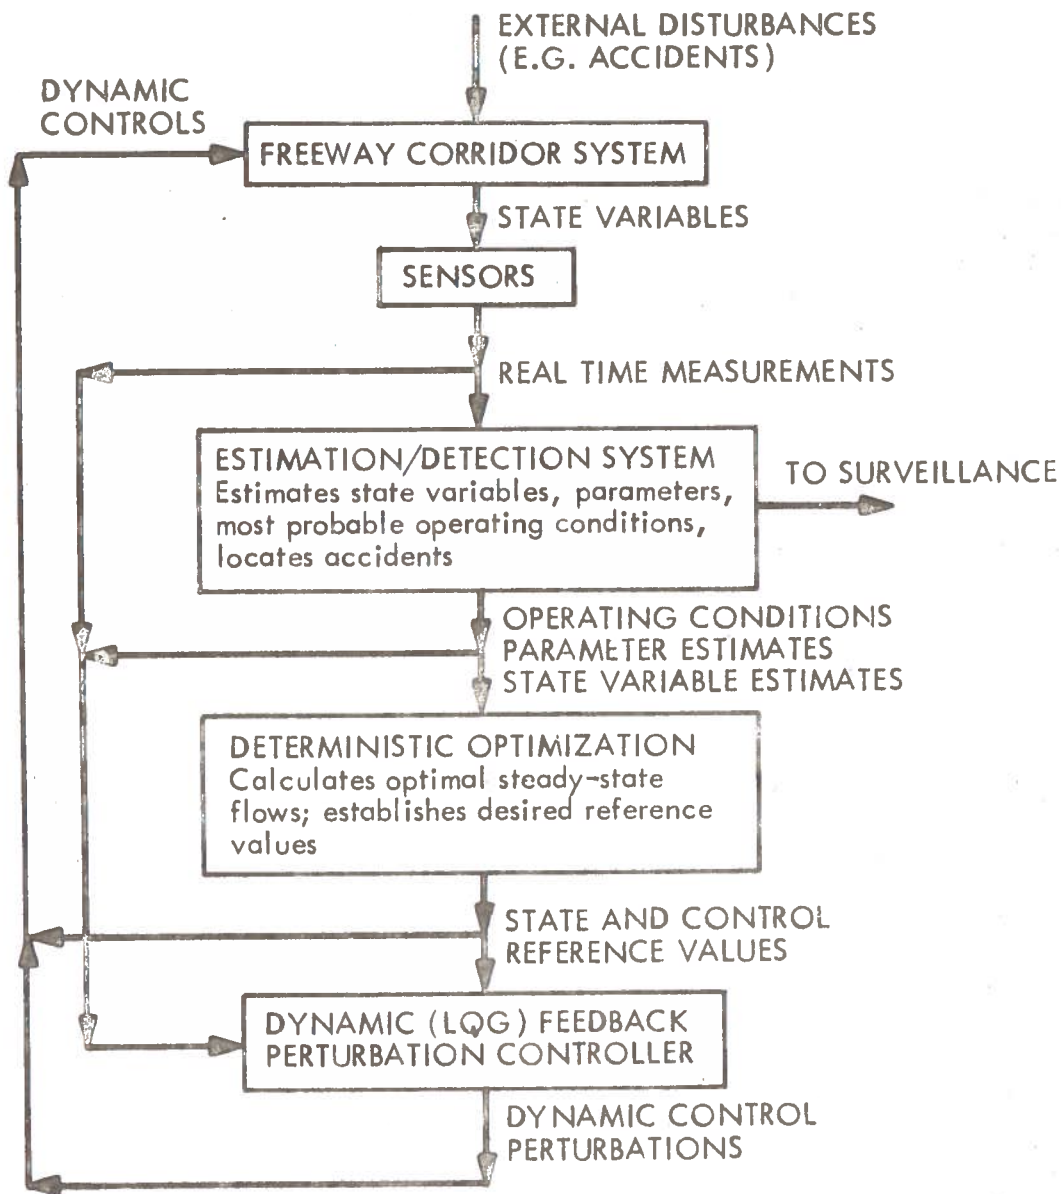 EXTERNAL DISTURBANCES
(E.G. ACCIDENTS)
DYNAMIC
CONTROLS
FREEWAY CORRIDOR SYSTEM
STATE VARIABLES
SENSORS
REAL TIME MEASUREMENTS
ESTIMATION/DETECTION SYSTEM
Estimates state variables, parameters,
most probable operating conditions,
locates accidents
TO SURVEILLANCE
OPERATING CONDITIONS
PARAMETER ESTIMATES
STATE VARIABLE ESTIMATES
DETERMINISTIC OPTIMIZATION
Calculates optimal steady-state
flows; establishes desired reference
values
STATE AND CONTROL
REFERENCE VALUES
DYNAMIC (LQG) FEEDBACK
PERTURBATION CONTROLLER
DYNAMIC CONTROL
PERTURBATIONS